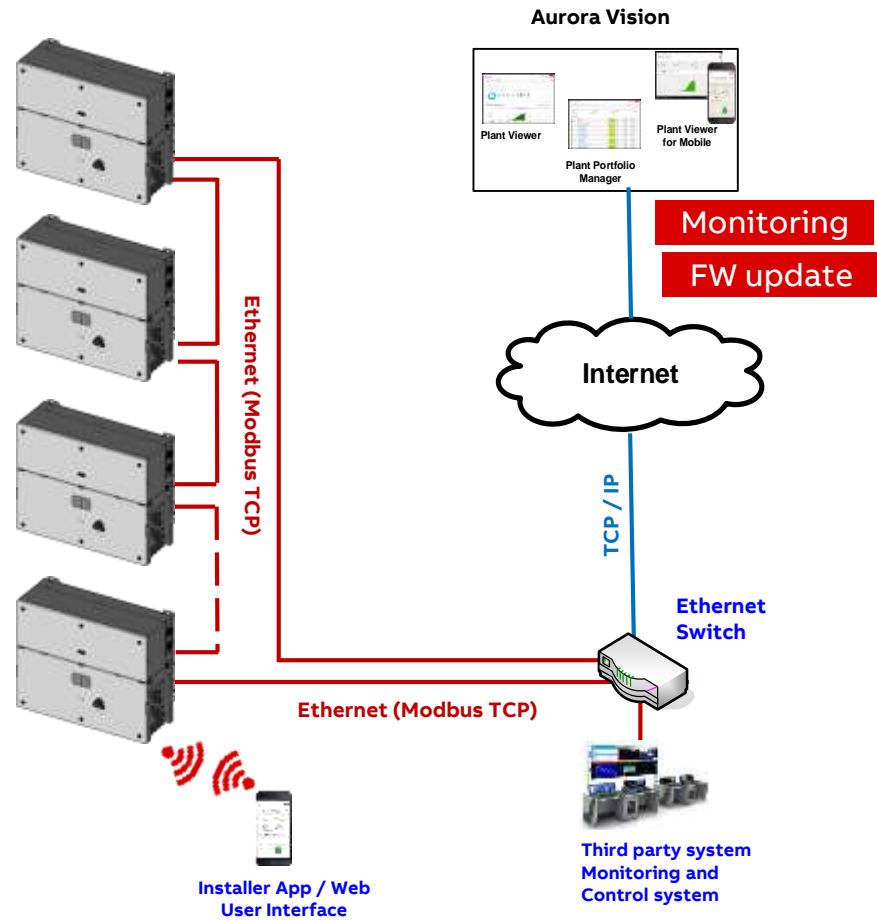 Aurora Vision
Plant Viewer
Plant Portfolio
Manager
Plant Viewer
for Mobile
Monitoring
FW update
Internet
Ethernet (Modbus TCP)
TCP / IP
Ethernet
Switch
Ethernet (Modbus TCP)
Installer App / Web
User Interface
Third party system
Monitoring and
Control system